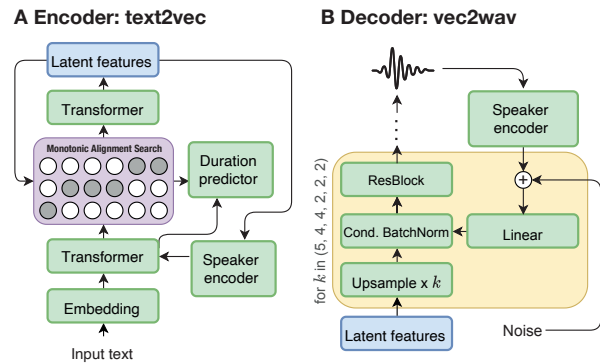 A Encoder: text2vec
Latent features
Transformer
Monotonic Alignment Search
Duration
predictor
Transformer
Speaker
encoder
Embedding
Input text
B Decoder: vec2wav
Speaker
encoder
ResBlock
+
Cond. BatchNorm
Linear
Upsample x k
for k in (5, 4, 4, 2, 2, 2)
Latent features
Noise